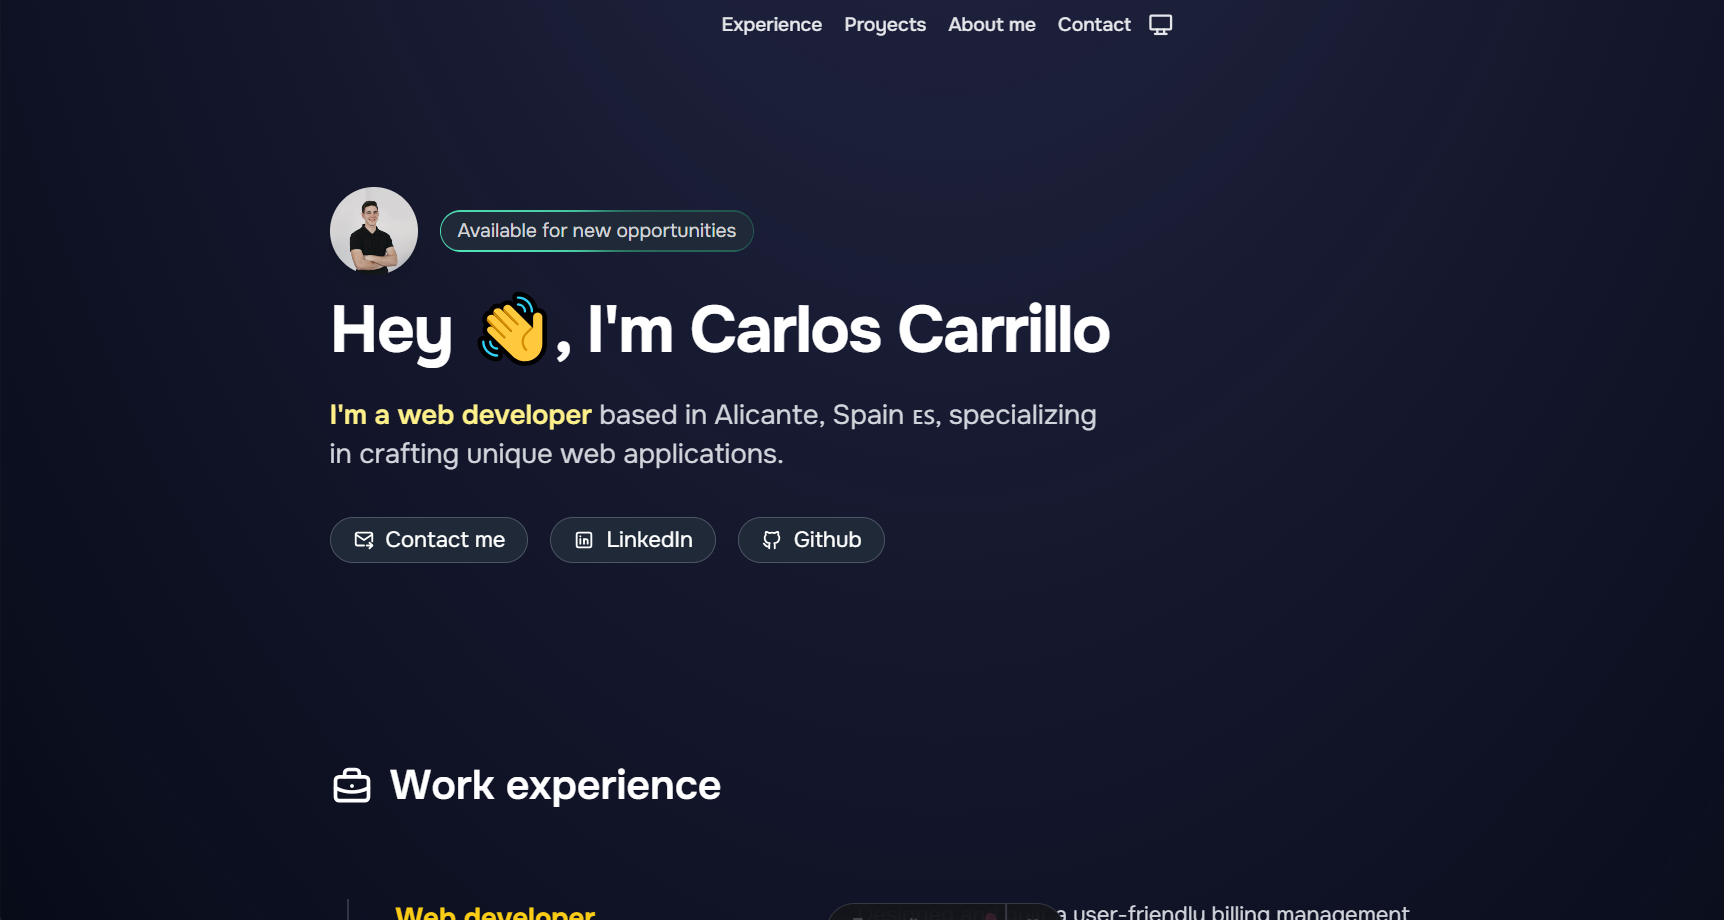 Experience Proyects About me Contact
Available for new opportunities
Hey 👋, I'm Carlos Carrillo
I'm a web developer based in Alicante, Spain ES, specializing
in crafting unique web applications.
Contact me LinkedIn Github
Work experience
Web developer
a user-friendly billing management